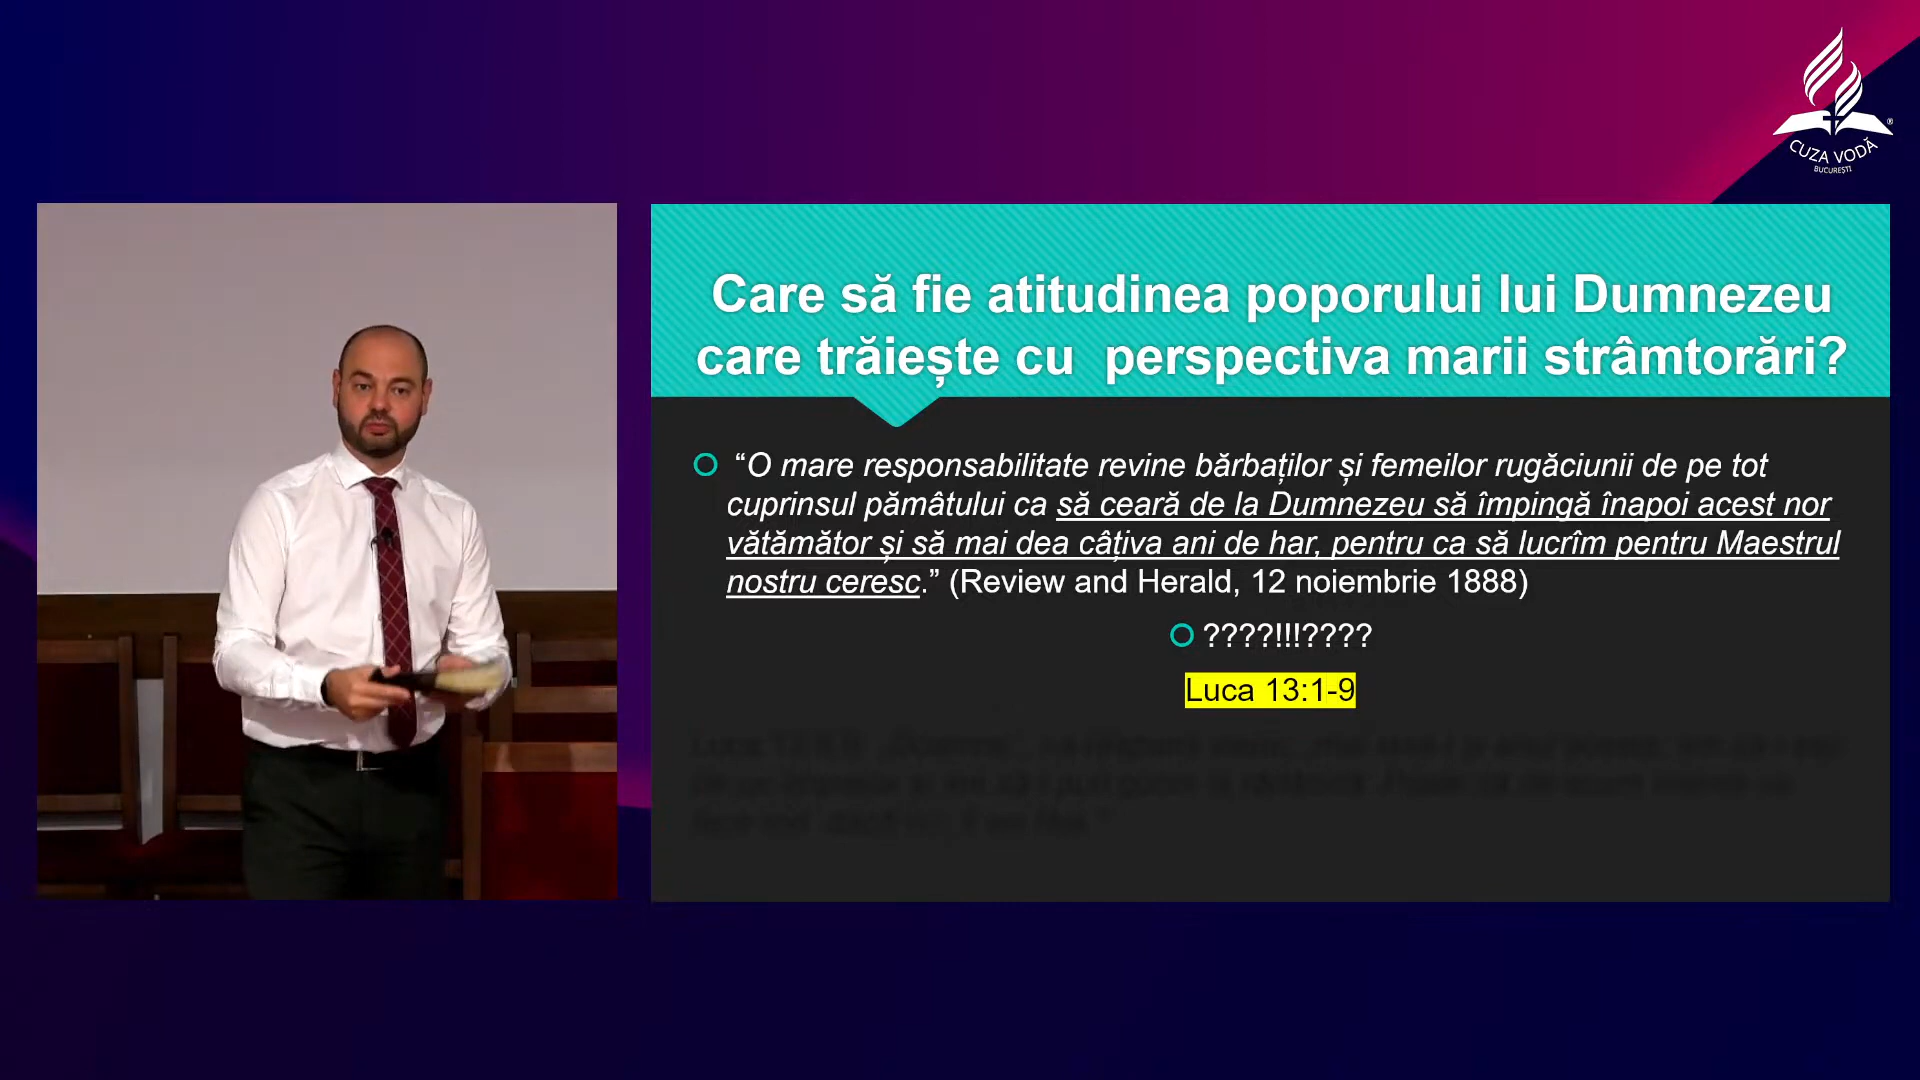 CUZA VODĂ
BUCUREȘTI
Care să fie atitudinea poporului lui Dumnezeu
care trăiește cu perspectiva marii strâmtorări?
“O mare responsabilitate revine bărbaților și femeilor rugăciunii de pe tot
cuprinsul pământului ca să ceară de la Dumnezeu să împingă înapoi acest nor
vătămător și să mai dea câțiva ani de har, pentru ca să lucrîm pentru Maestrul
nostru ceresc.” (Review and Herald, 12 noiembrie 1888)
????!!!????
Luca 13:1-9